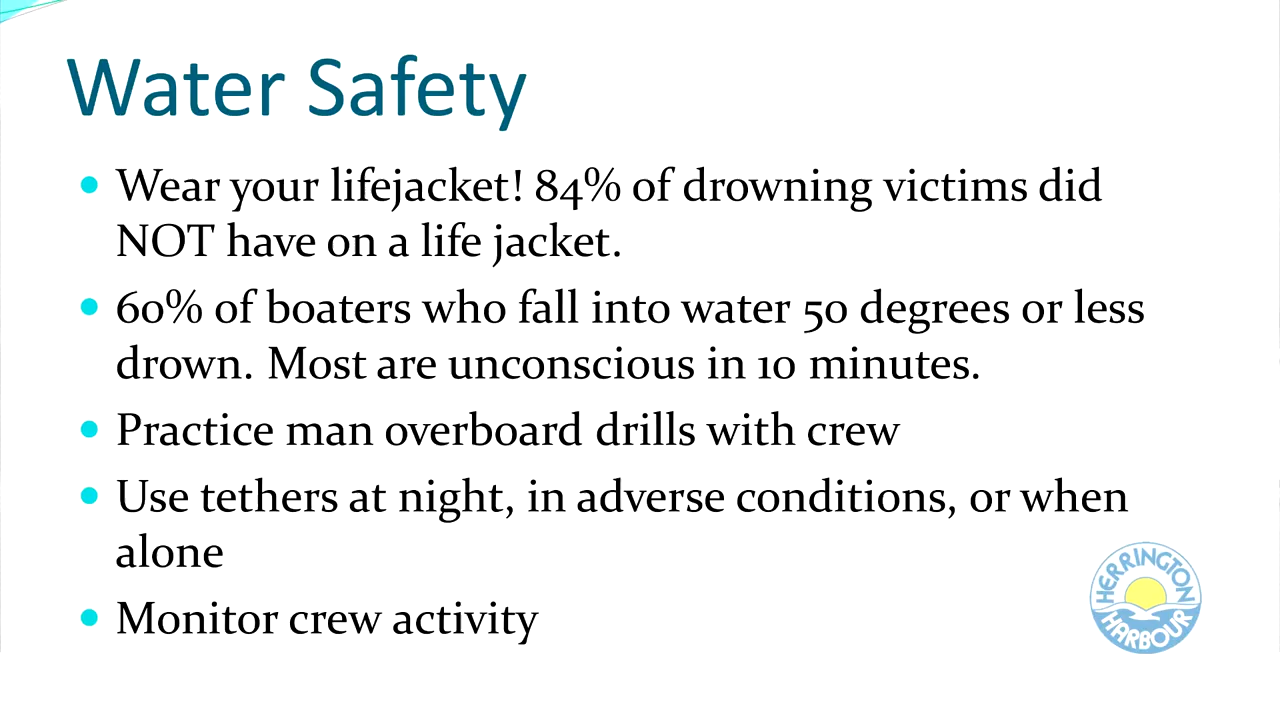 Water Safety
• Wear your lifejacket! 84% of drowning victims did
NOT have on a life jacket.
• 60% of boaters who fall into water 50 degrees or less
drown. Most are unconscious in 10 minutes.
• Practice man overboard drills with crew
• Use tethers at night, in adverse conditions, or when
alone
• Monitor crew activity
HERRINGTON
HARBOUR